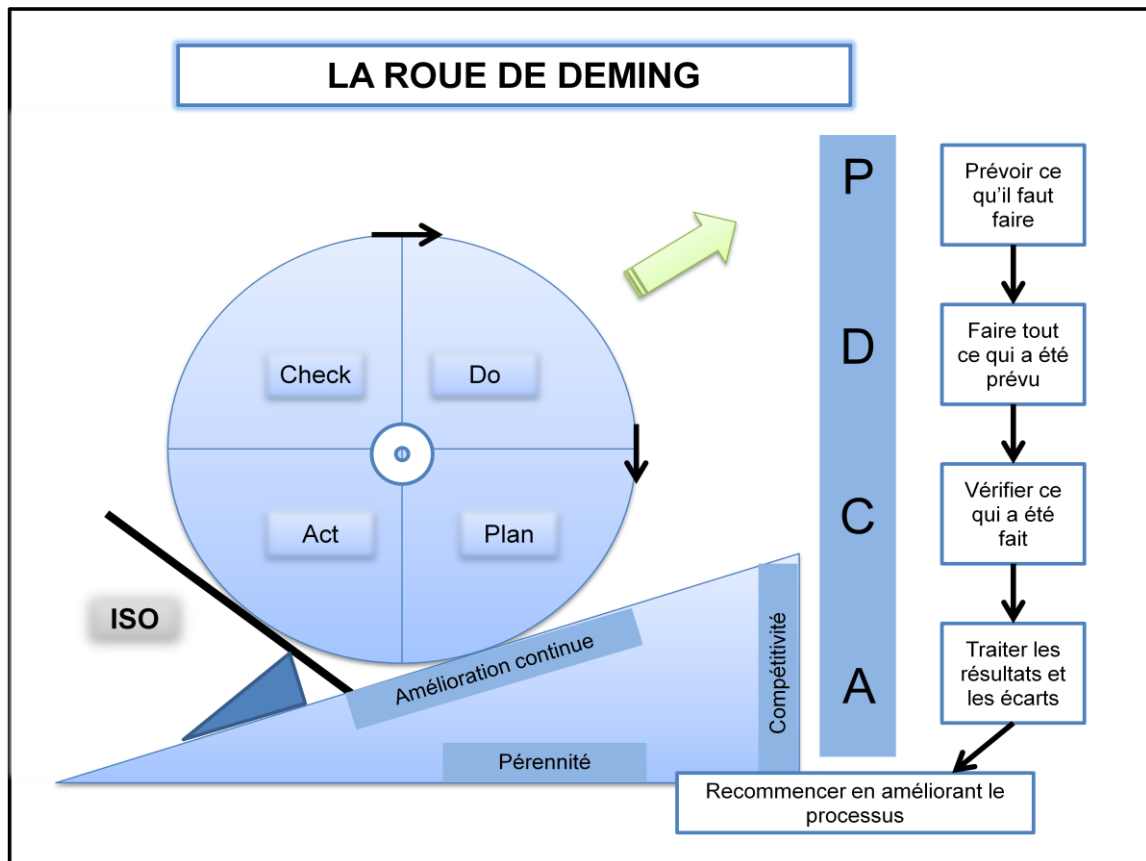 LA ROUE DE DEMING
Check
Do
Act
Plan
ISO
Amélioration continue
Pérennité
Compétitivité
P
Prévoir ce
qu'il faut
faire
D
Faire tout
ce qui a été
prévu
C
Vérifier ce
qui a été
fait
A
Traiter les
résultats et
les écarts
Recommencer en améliorant le
processus